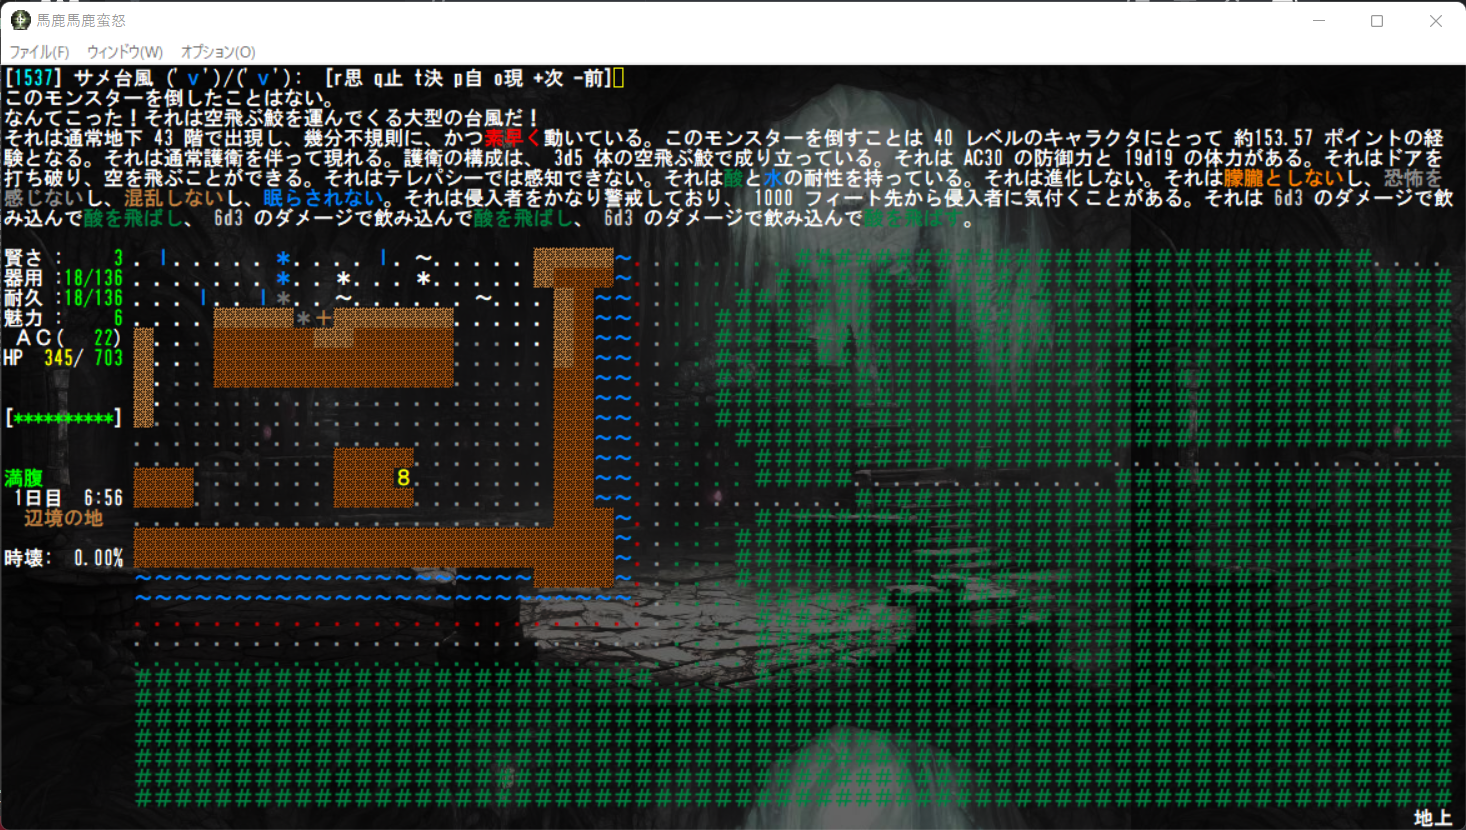 馬鹿馬鹿蛮怒
ファイル(F) ウィンドウ(W) オプション(O)
[1537] サメ台風 ('v')/('v'): [r思 q止 t決 p自 o現 +次 -前]
このモンスターを倒したことはない。
なんてこった！それは空飛ぶ鮫を運んでくる大型の台風だ！
それは通常地下 43 階で出現し、幾分不規則に、かつ素早く動いている。このモンスターを倒すことは 40 レベルのキャラクタにとって 約153.57 ポイントの経
験となる。それは通常護衛を伴って現れる。護衛の構成は、 3d5 体の空飛ぶ鮫で成り立っている。それは AC30 の防御力と 19d19 の体力がある。それはドアを
打ち破り、空を飛ぶことができる。それはテレパシーでは感知できない。それは酸と水の耐性を持っている。それは進化しない。それは朦朧としないし、恐怖を
感じないし、混乱しないし、眠らされない。それは侵入者をかなり警戒しており、 1000 フィート先から侵入者に気付くことがある。それは 6d3 のダメージで飲
み込んで酸を飛ばし、 6d3 のダメージで飲み込んで酸を飛ばし、 6d3 のダメージで飲み込んで酸を飛ばす。
賢さ : 3
器用 :18/136
耐久 :18/136
魅力 : 6
AC( 22)
HP 345/ 703
[**********]
満腹
1日目 6:56
辺境の地
時壊: 0.00%
8
地上